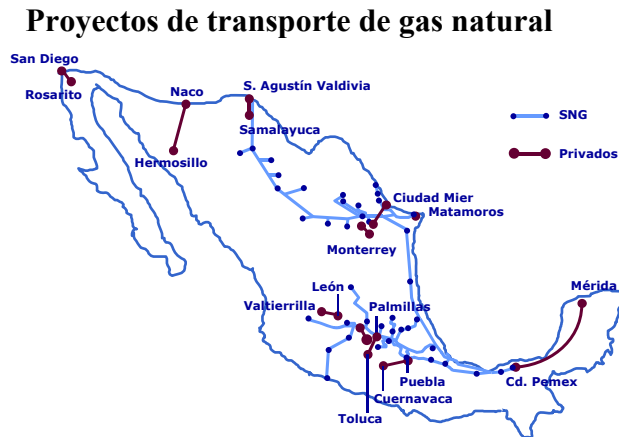 Proyectos de transporte de gas natural
San Diego
Rosarito
Naco
S. Agustín Valdivia
Samalayuca
Hermosillo
SNG
Privados
Ciudad Mier
Matamoros
Monterrey
León
Valtierrilla
Palmillas
Mérida
Puebla
Cd. Pemex
Cuernavaca
Toluca